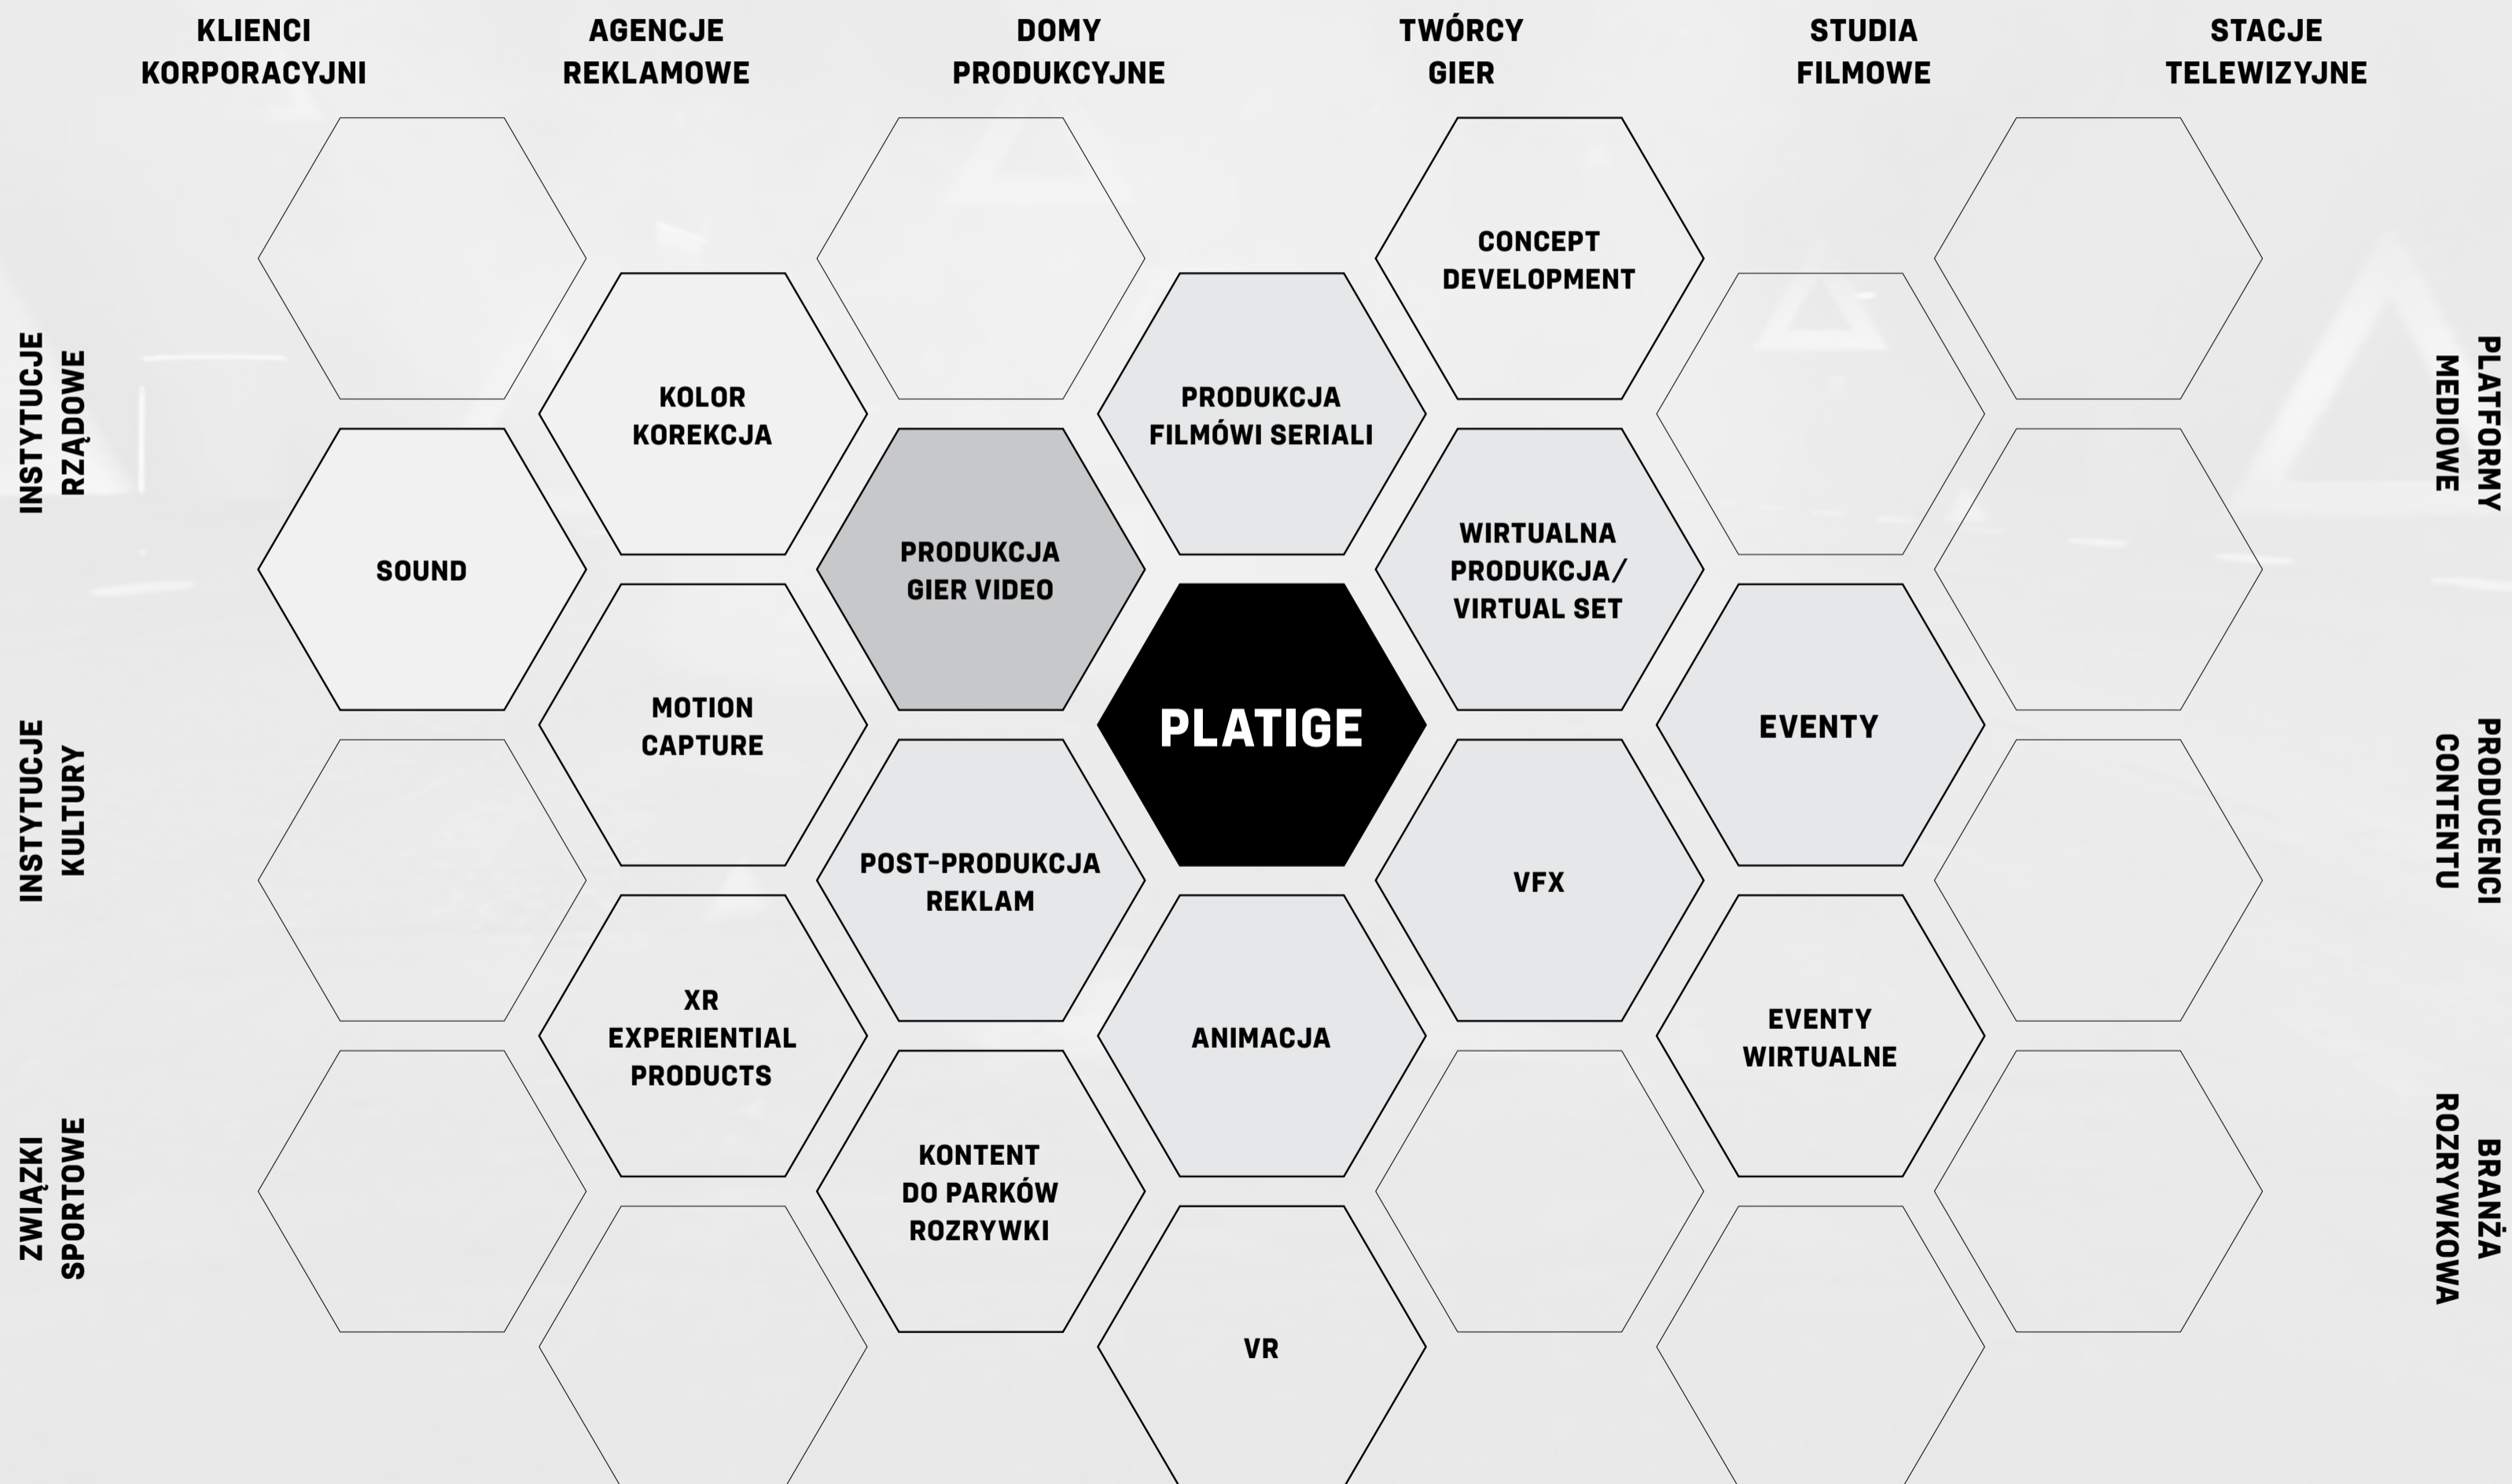 KLIENCI
KORPORACYJNI
AGENCJE
REKLAMOWE
DOMY
PRODUKCYJNE
TWÓRCY
GIER
STUDIA
FILMOWE
STACJE
TELEWIZYJNE
INSTYTUCJE
RZĄDOWE
INSTYTUCJE
KULTURY
ZWIĄZKI
SPORTOWE
CONCEPT
DEVELOPMENT
KOLOR
KOREKCJA
PRODUKCJA
FILMÓWI SERIALI
SOUND
PRODUKCJA
GIER VIDEO
WIRTUALNA
PRODUKCJA/
VIRTUAL SET
MOTION
CAPTURE
PLATIGE
EVENTY
POST-PRODUKCJA
REKLAM
VFX
XR
EXPERIENTIAL
PRODUCTS
ANIMACJA
EVENTY
WIRTUALNE
KONTENT
DO PARKÓW
ROZRYWKI
VR
PLATFORMY
MEDIOWE
PRODUCENCI
CONTENTU
BRANŻA
ROZRYWKOWA